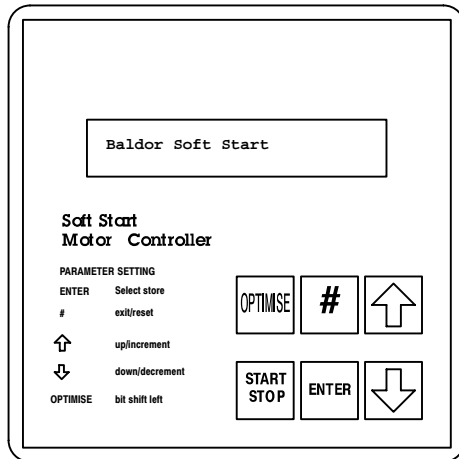 Baldor Soft Start
Soft Start
Motor Controller
PARAMETER SETTING
ENTER Select store
# exit/reset
up/increment
down/decrement
OPTIMISE bit shift left
OPTIMISE #
START STOP ENTER